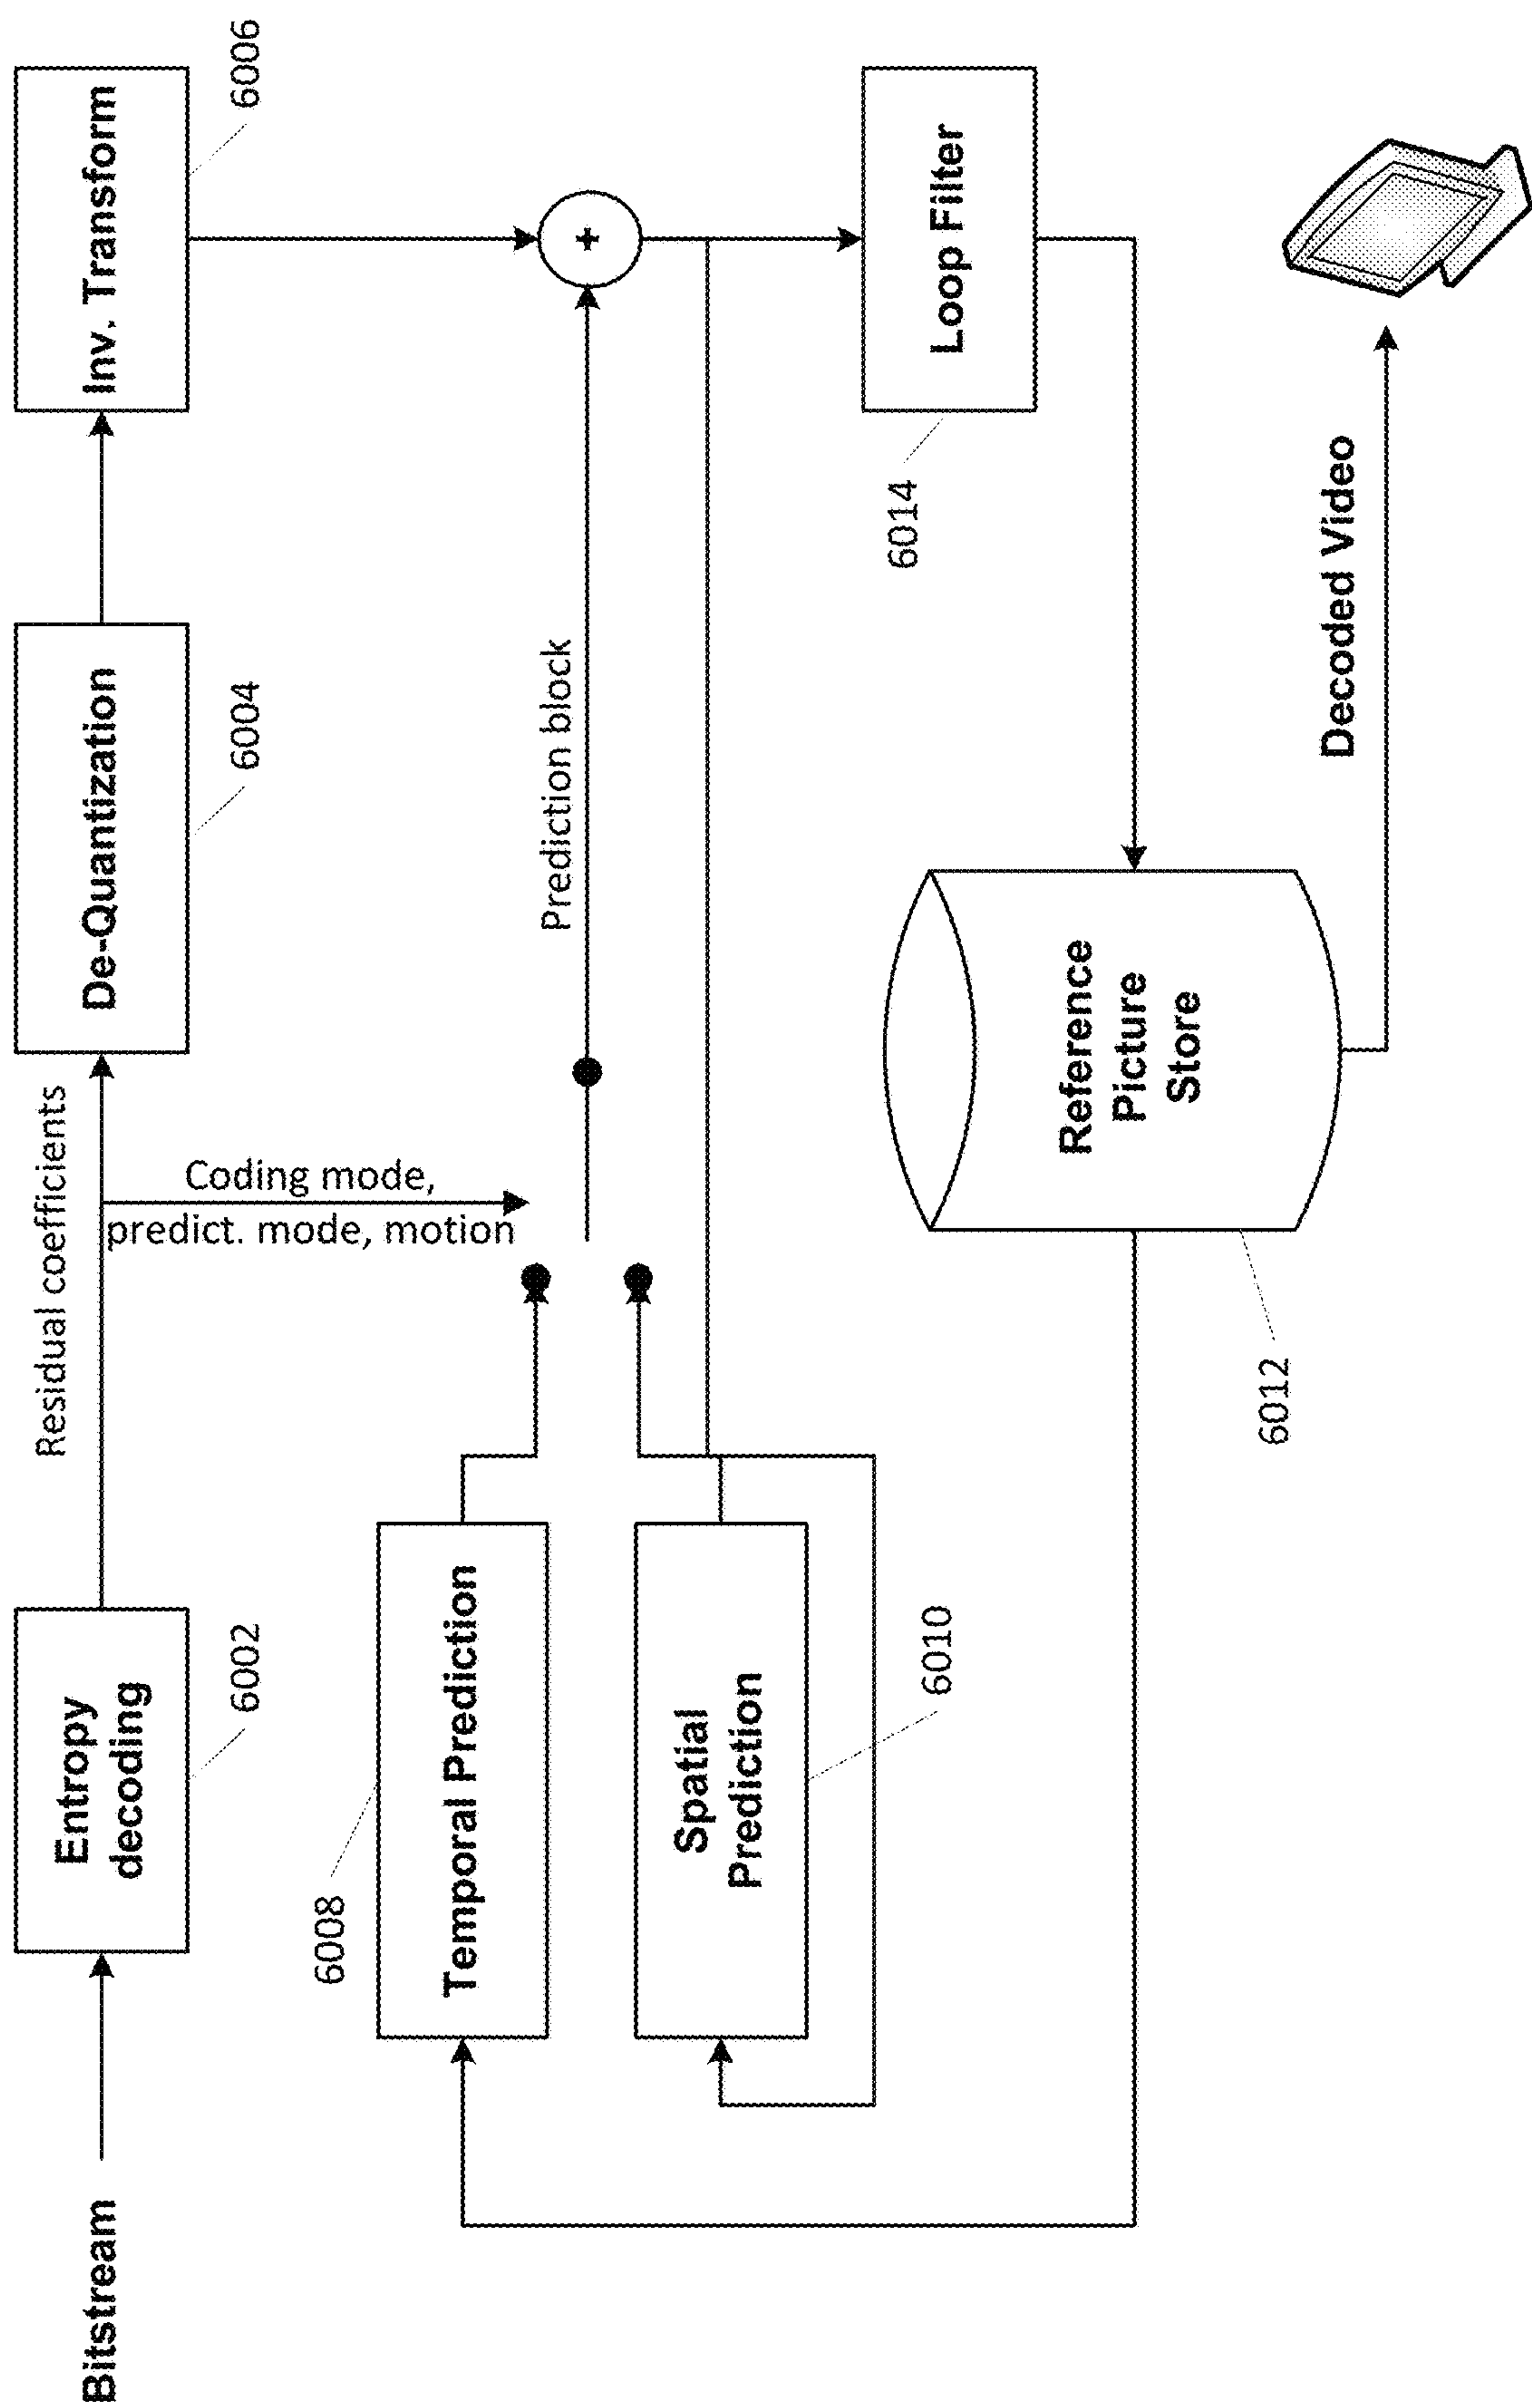 Bitstream
Entropy
decoding
6002
Residual coefficients
De-Quantization
6004
Inv. Transform
6006
Coding mode,
predict. mode, motion
Prediction block
+
6008
Temporal Prediction
Spatial
Prediction
6010
Loop Filter
6014
Reference
Picture
Store
6012
Decoded Video